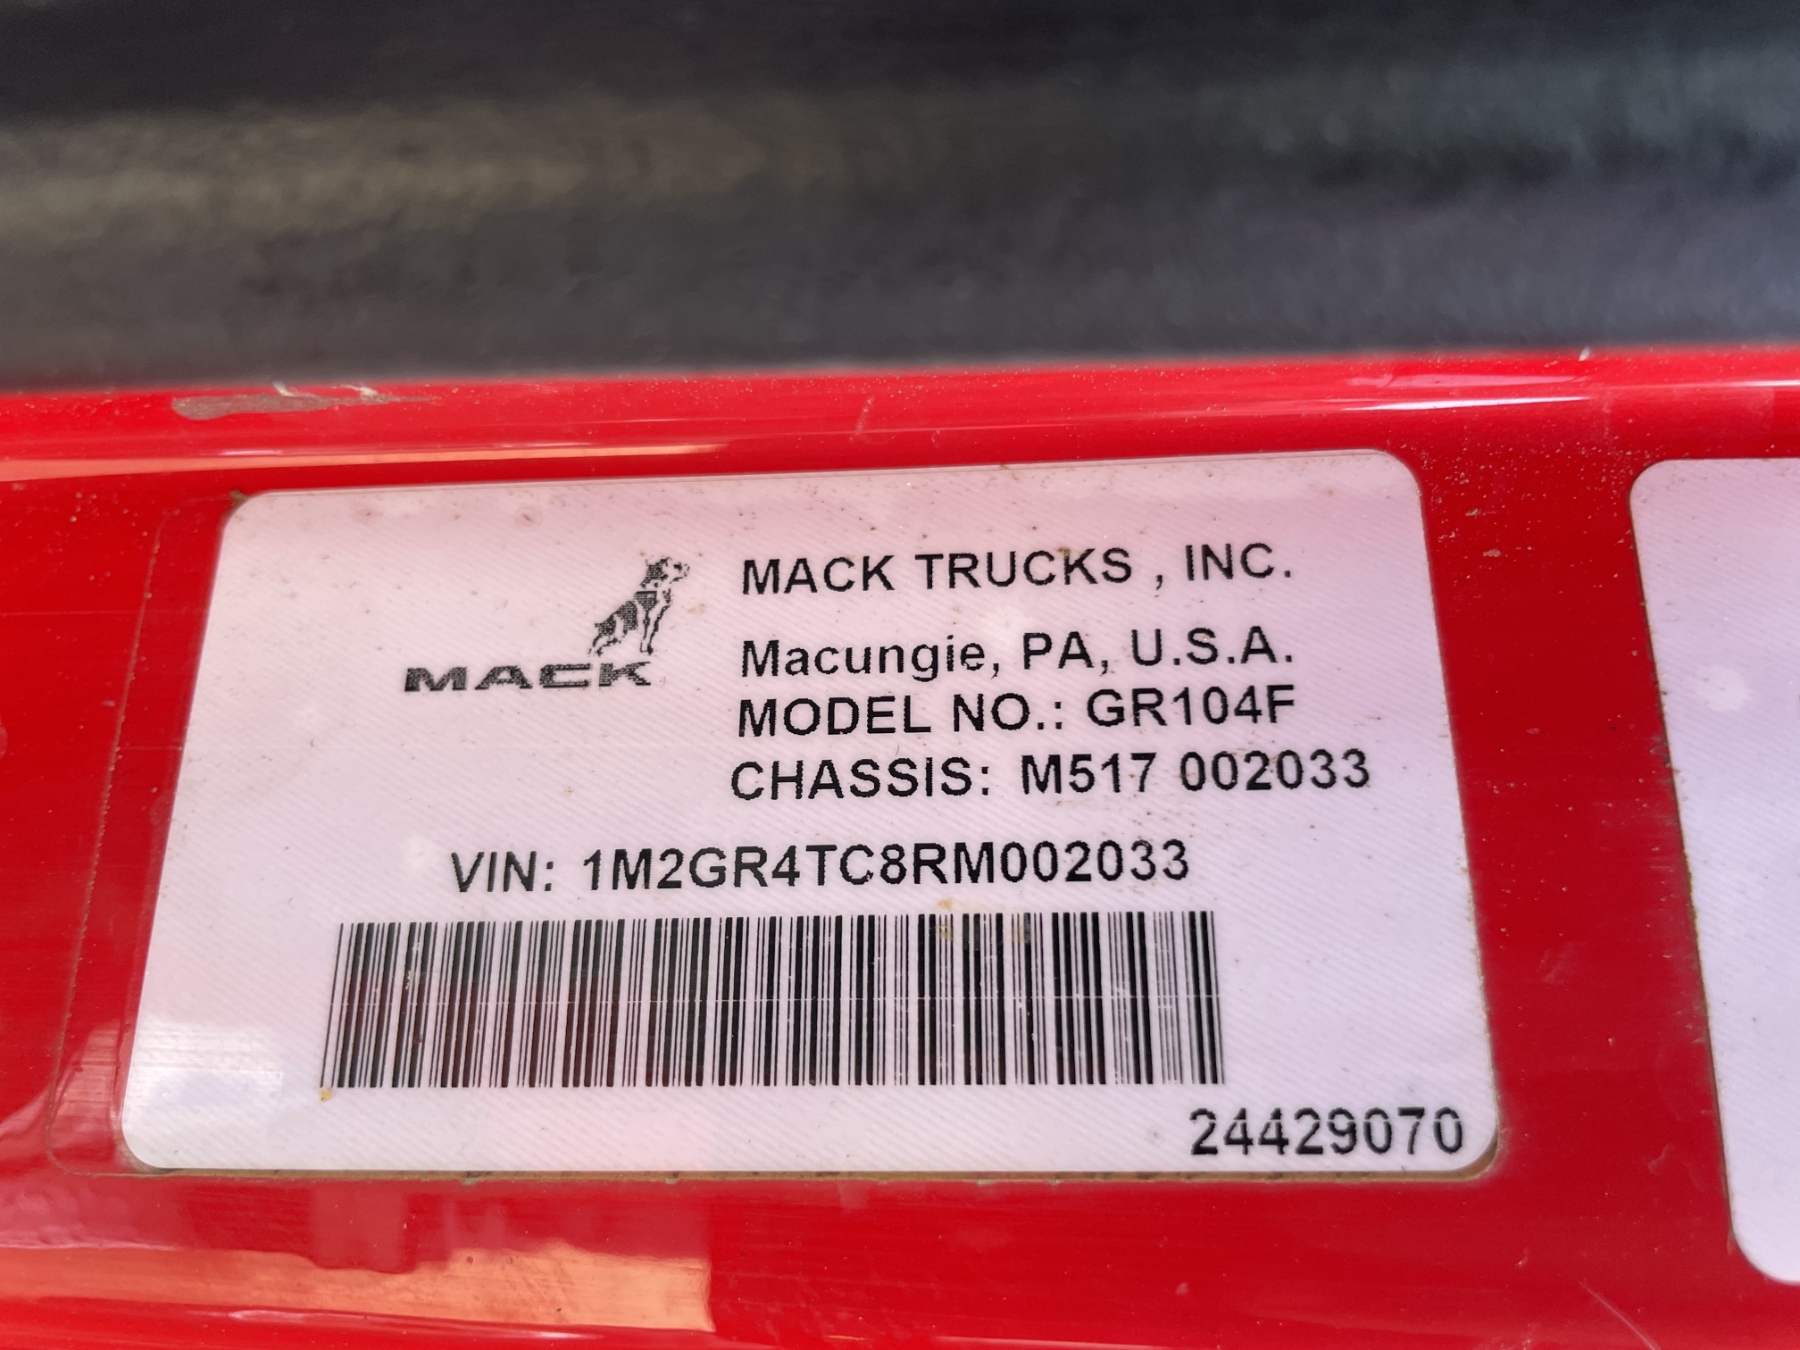 MACK
MACK TRUCKS , INC.
Macungie, PA, U.S.A.
MODEL NO.: GR104F
CHASSIS: M517 002033
VIN: 1M2GR4TC8RM002033
24429070